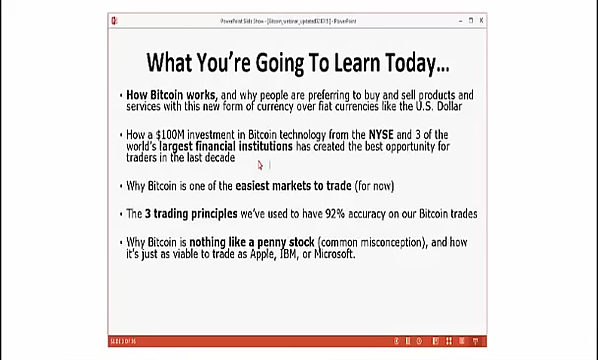 What You're Going To Learn Today...
• How Bitcoin works, and why people are preferring to buy and sell products
and services with this new form of currency over fiat currencies like the U.S. Dollar
• How a $100M investment in Bitcoin technology from the NYSE and 3 of the
world's largest financial institutions has created the best opportunity for
traders in the last decade
• Why Bitcoin is one of the easiest markets to trade (for now)
• The 3 trading principles we've used to have 92% accuracy on our Bitcoin trades
• Why Bitcoin is nothing like a penny stock (common misconception), and how
it's just as viable to trade as Apple, IBM, or Microsoft.